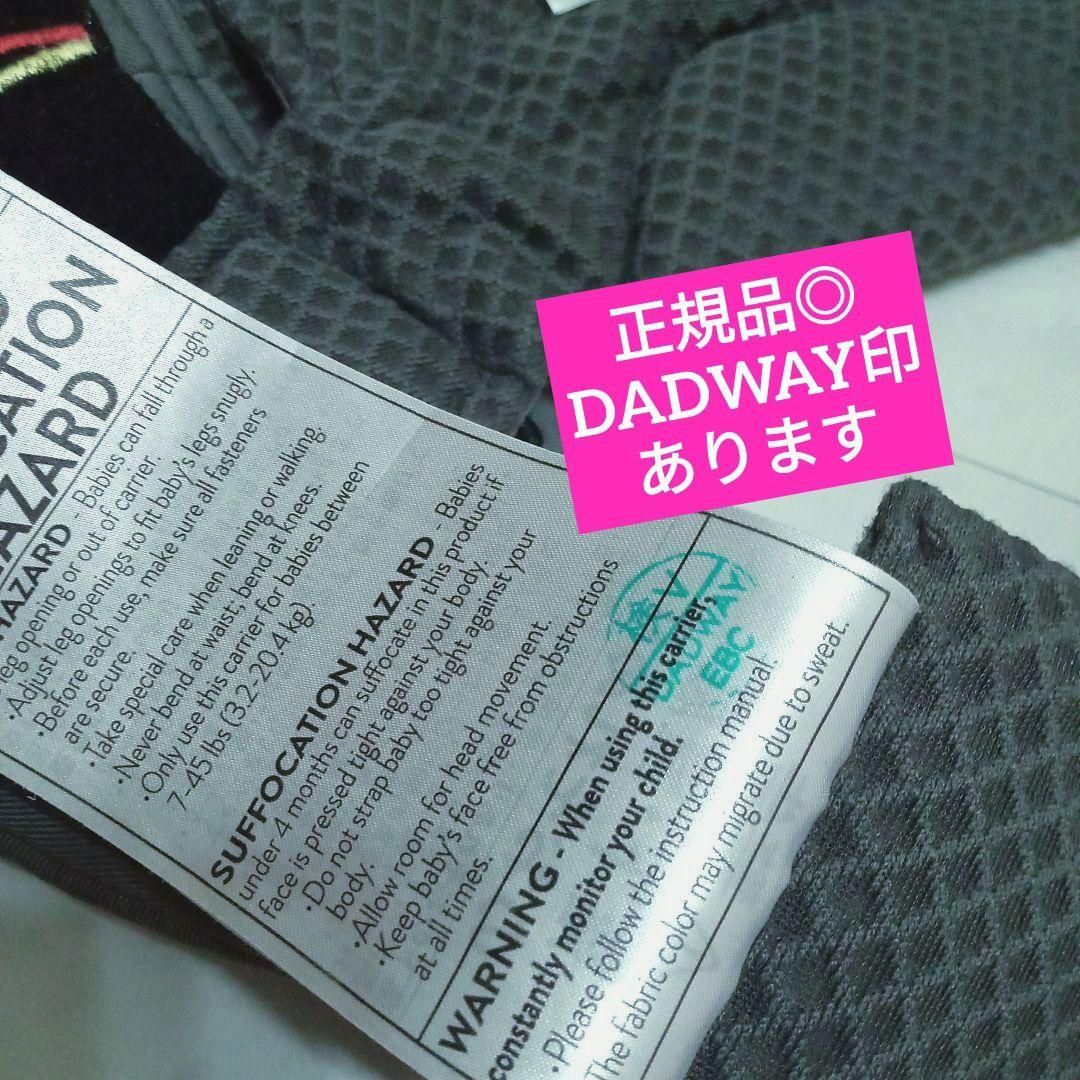 CATION
HAZARD
HAZARD - Babies can fall through a
leg opening or out of carrier.
•Adjust leg openings to fit baby's legs snugly.
•Before each use, make sure all fasteners
are secure.
•Take special care when leaning or walking.
•Never bend at waist; bend at knees.
•Only use this carrier for babies between
7-45 lbs (3.2-20.4 kg).
SUFFOCATION HAZARD - Babies
under 4 months can suffocate in this product if
face is pressed tight against your body.
•Do not strap baby too tight against your
body.
•Allow room for head movement.
•Keep baby's face free from obstructions
at all times.
WARNING - When using this carrier,
constantly monitor your child.
•Please follow the instruction manual.
The fabric color may migrate due to sweat.
DADWAY
EBC
正規品◎
DADWAY印
あります